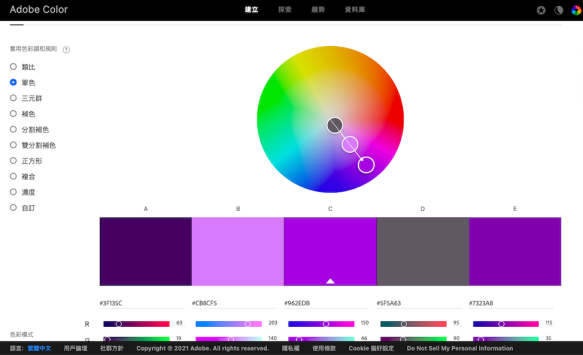 Adobe Color
建立 探索 趨勢 資料庫
套用色彩調和規則
類比
單色
三元群
補色
分割補色
雙分割補色
正方形
複合
濃度
自訂
A B C D E
#3F135C #CB8CF5 #962EDB #5F5A63 #7323A8
R 63 203 150 95 115
色彩模式
G 19 140 46 90 35
語言： 繁體中文 用戶論壇 社群方針 Copyright © 2021 Adobe. All rights reserved. 隱私權 使用條款 Cookie 偏好設定 Do Not Sell My Personal Information